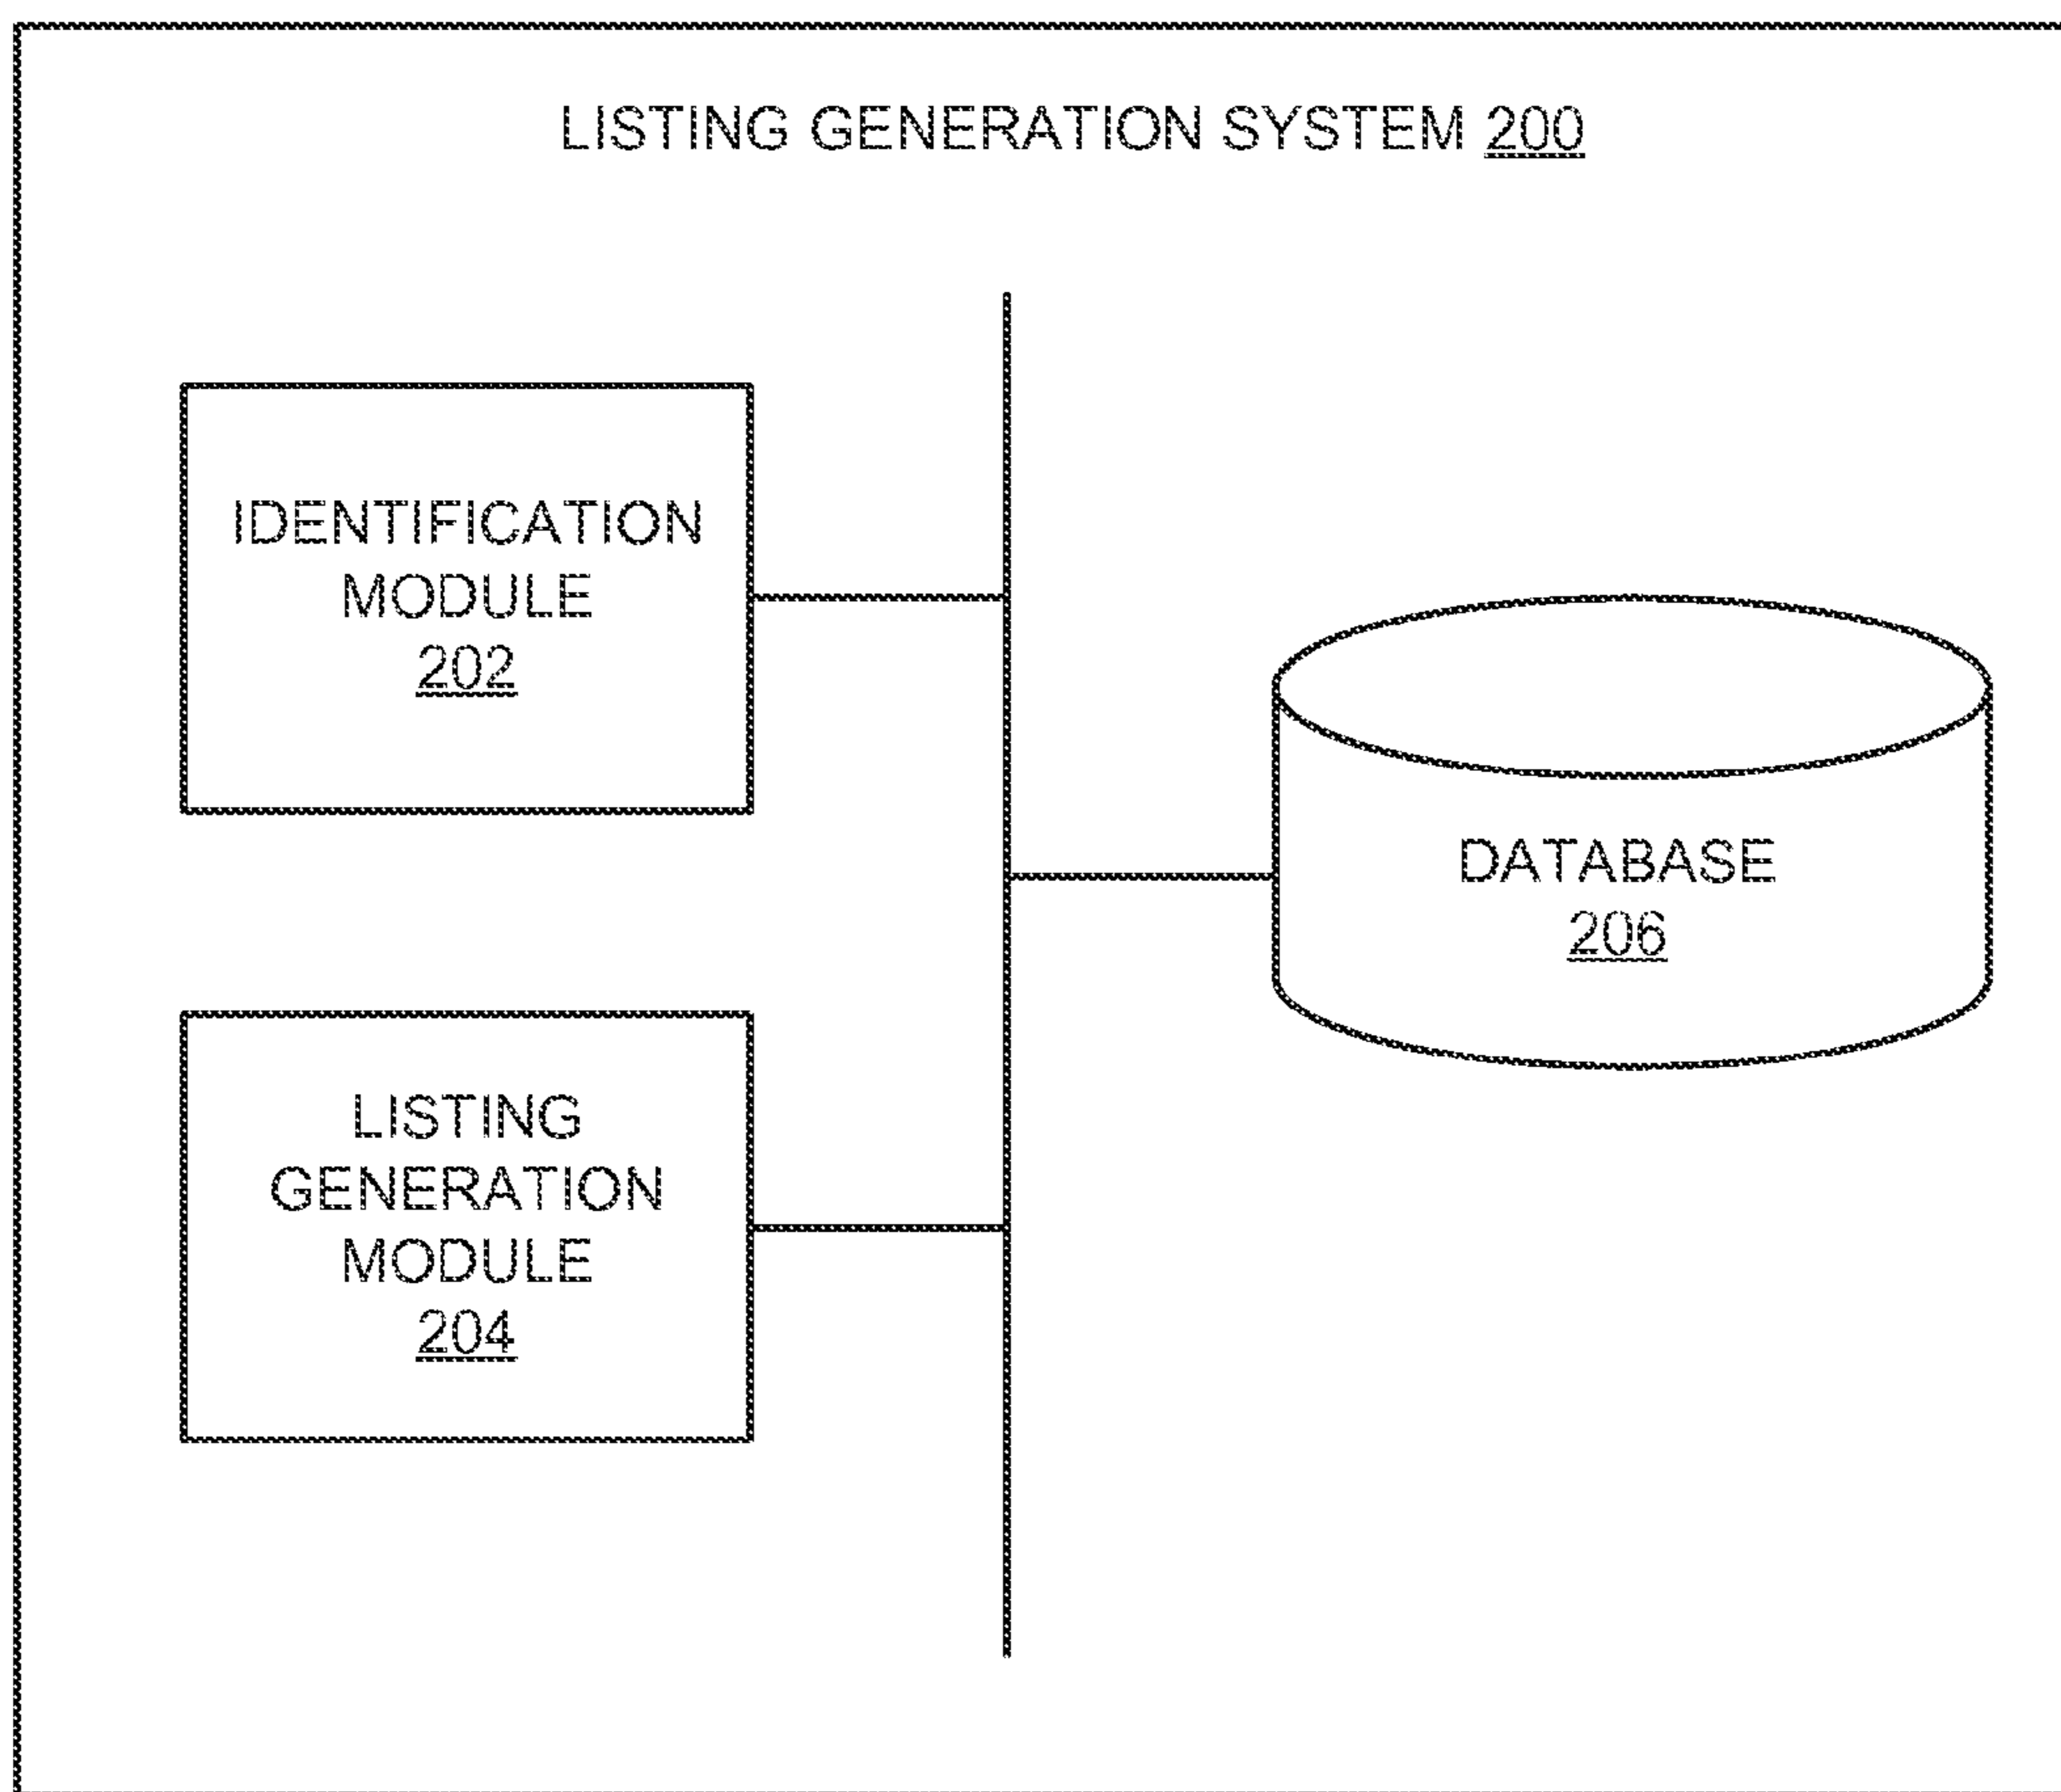 LISTING GENERATION SYSTEM 200
IDENTIFICATION
MODULE
202
DATABASE
206
LISTING
GENERATION
MODULE
204